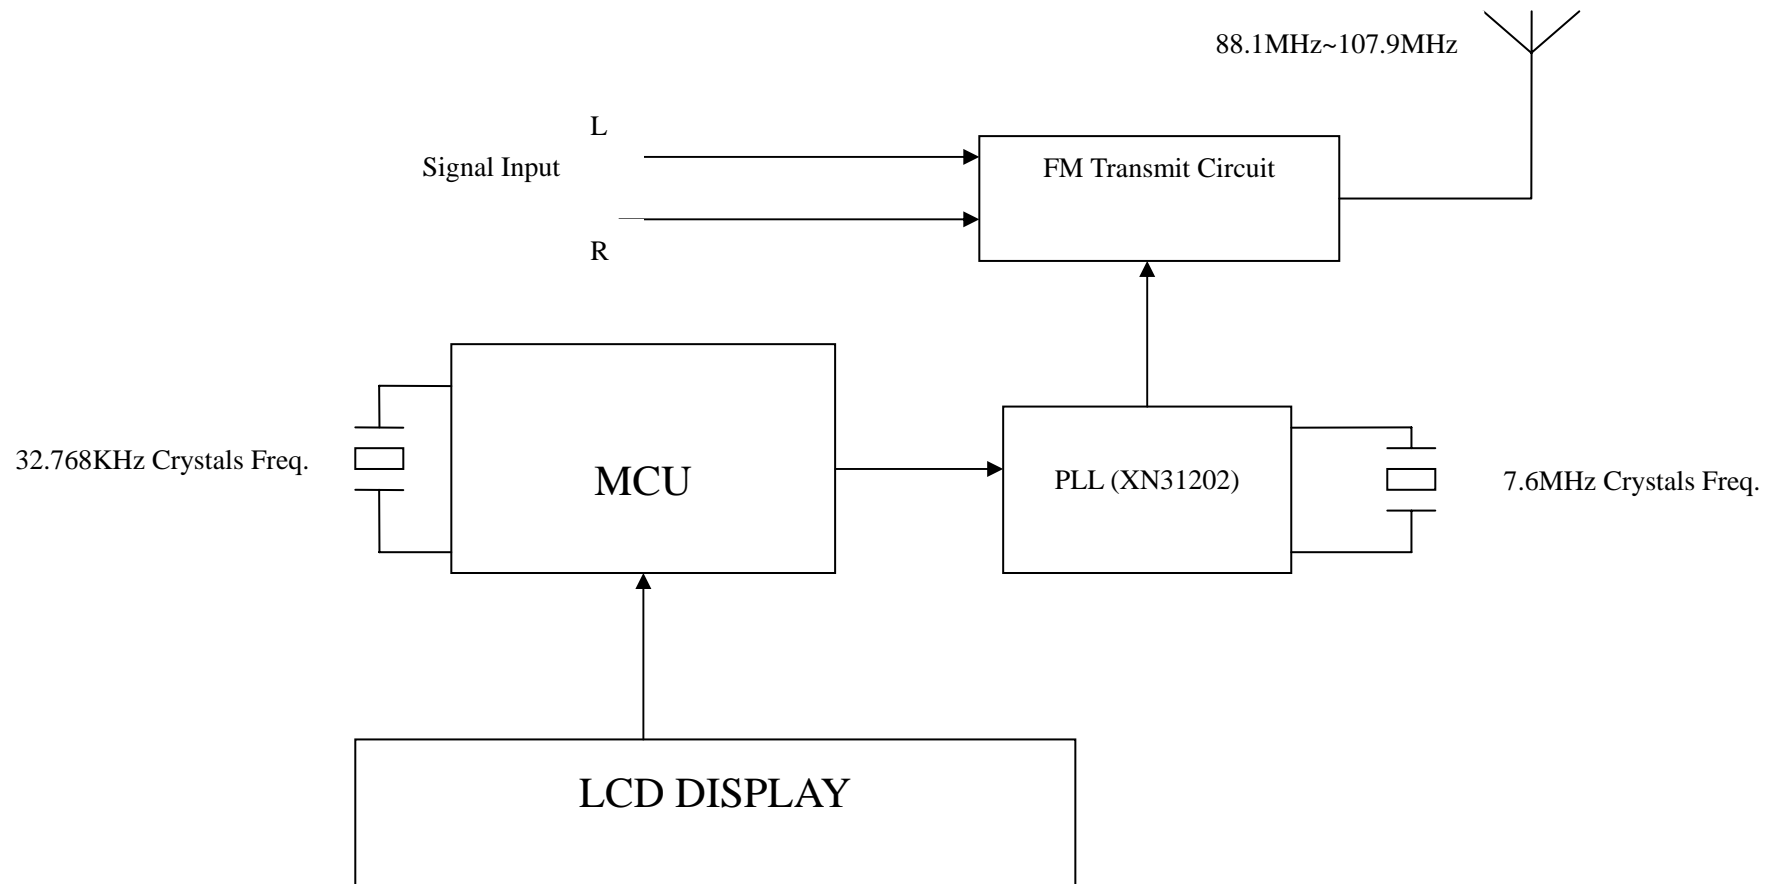 88.1MHz~107.9MHz
L
Signal Input
FM Transmit Circuit
R
32.768KHz Crystals Freq.
MCU
PLL (XN31202)
7.6MHz Crystals Freq.
LCD DISPLAY